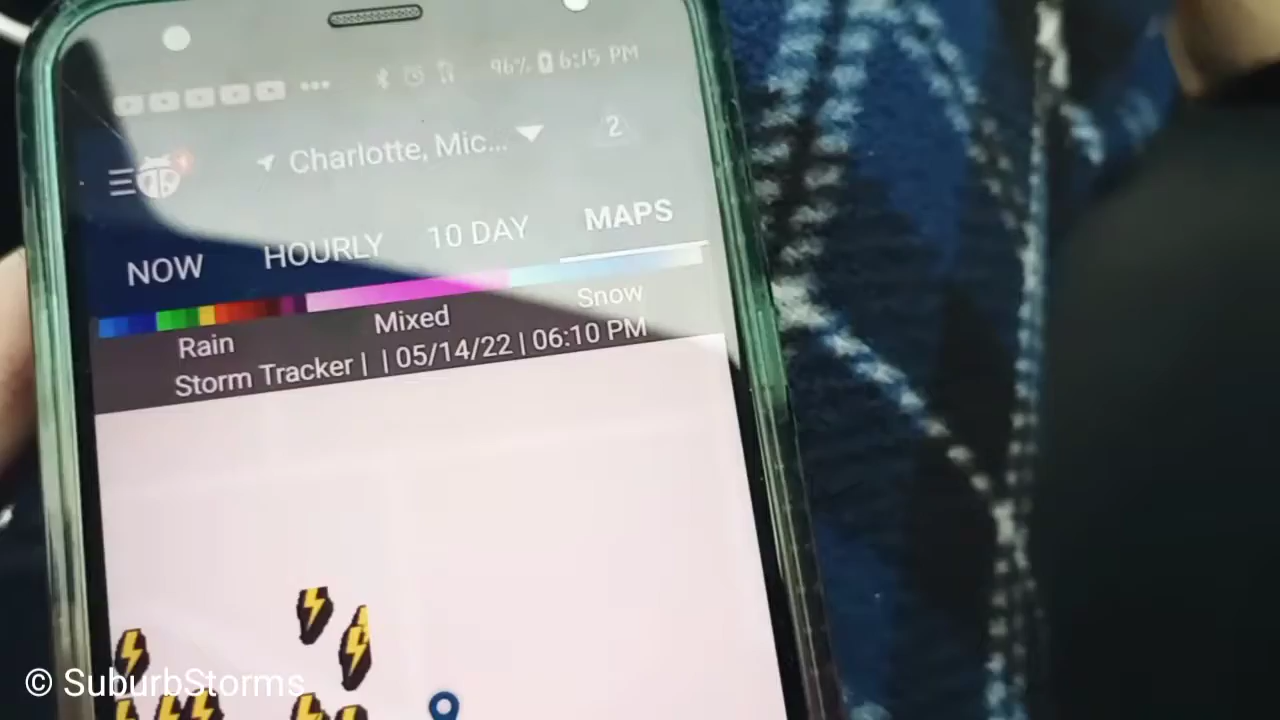 96% 6:15 PM
Charlotte, Mic... 2
NOW HOURLY 10 DAY MAPS
Rain Mixed Snow
Storm Tracker | | 05/14/22 | 06:10 PM
© SuburbStorms